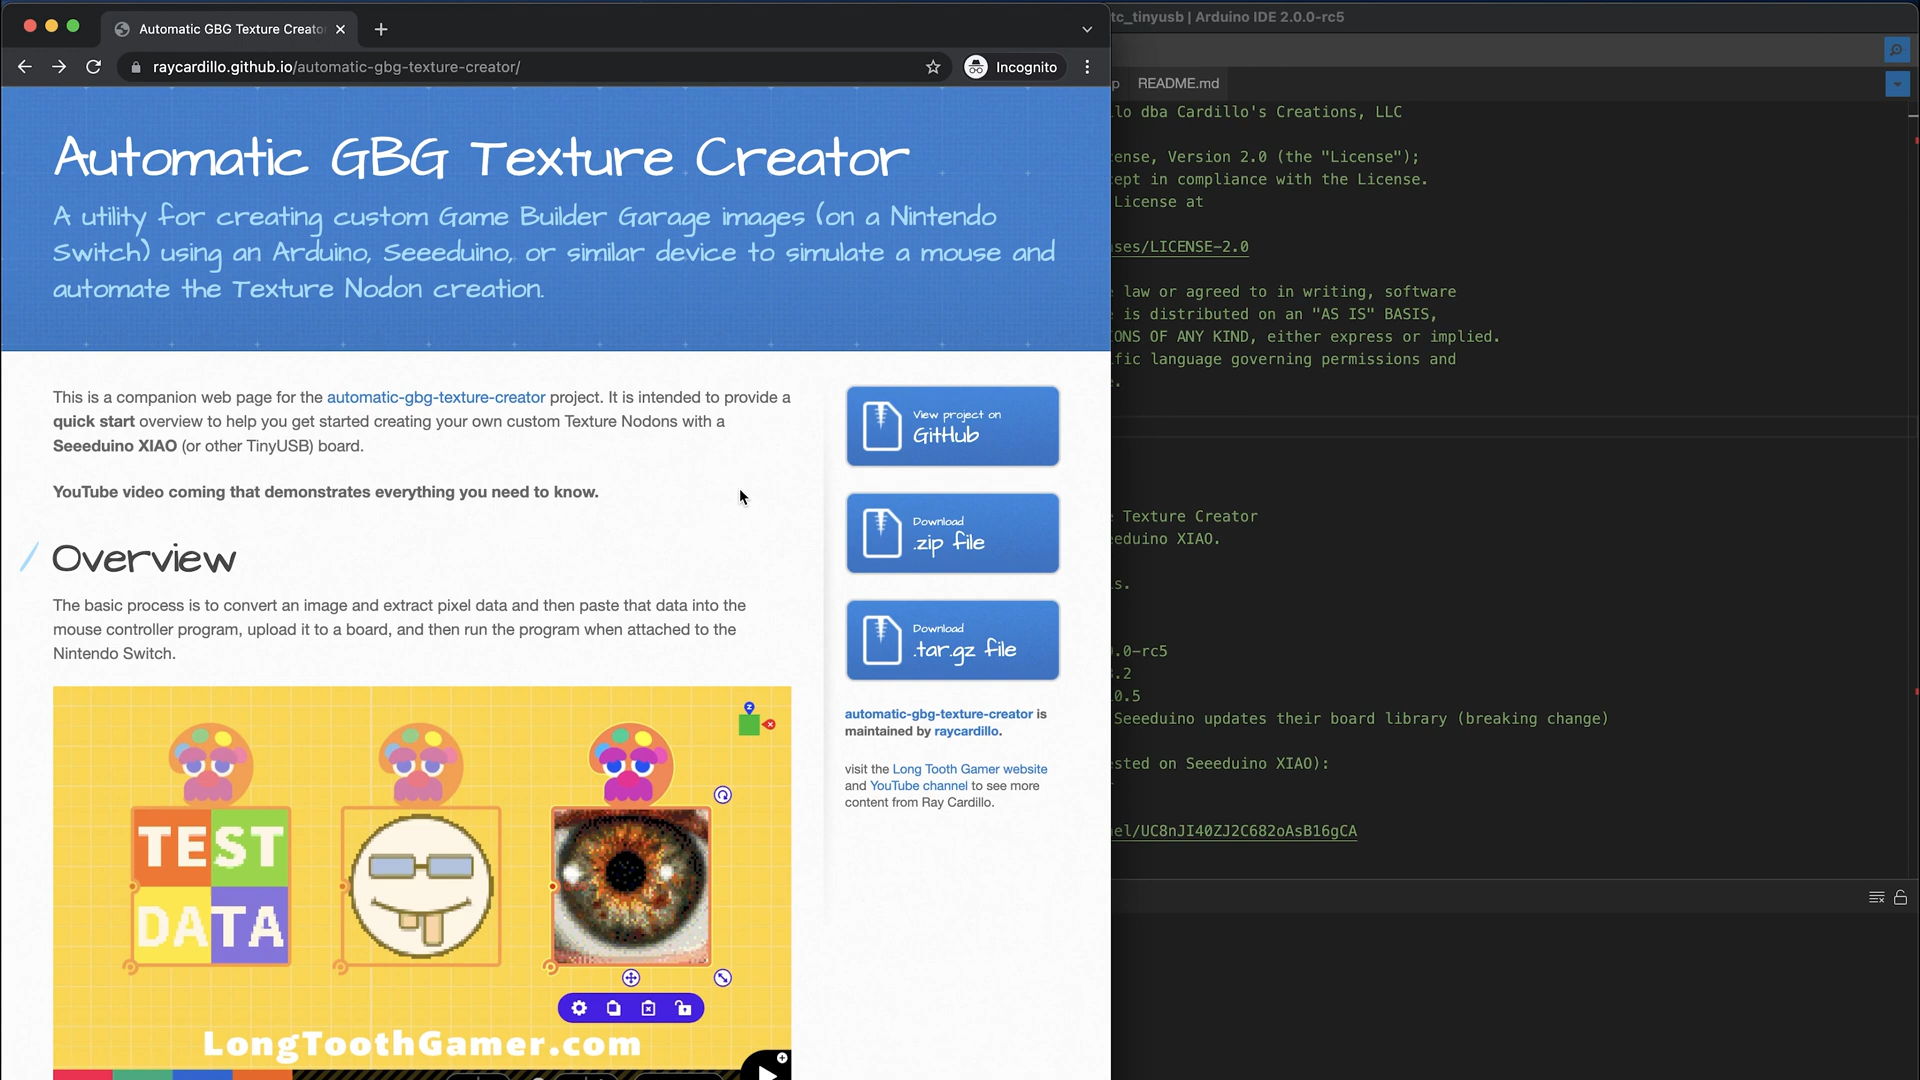 Automatic GBG Texture Creato
raycardillo.github.io/automatic-gbg-texture-creator/
Incognito
Automatic GBG Texture Creator
A utility for creating custom Game Builder Garage images (on a Nintendo
Switch) using an Arduino, Seeeduino, or similar device to simulate a mouse and
automate the Texture Nodon creation.
This is a companion web page for the automatic-gbg-texture-creator project. It is intended to provide a
quick start overview to help you get started creating your own custom Texture Nodons with a
Seeeduino XIAO (or other TinyUSB) board.
YouTube video coming that demonstrates everything you need to know.
Overview
The basic process is to convert an image and extract pixel data and then paste that data into the
mouse controller program, upload it to a board, and then run the program when attached to the
Nintendo Switch.
TEST
DATA
LongToothGamer.com
View project on
GitHub
Download
.zip file
Download
.tar.gz file
automatic-gbg-texture-creator is
maintained by raycardillo.
visit the Long Tooth Gamer website
and YouTube channel to see more
content from Ray Cardillo.
tc_tinyusb | Arduino IDE 2.0.0-rc5
p README.md
lo dba Cardillo's Creations, LLC
ense, Version 2.0 (the "License");
ept in compliance with the License.
License at
ses/LICENSE-2.0
law or agreed to in writing, software
is distributed on an "AS IS" BASIS,
ONS OF ANY KIND, either express or implied.
fic language governing permissions and
Texture Creator
eduino XIAO.
s.
.0-rc5
.2
0.5
Seeeduino updates their board library (breaking change)
sted on Seeeduino XIAO):
el/UC8nJI40ZJ2C682oAsB16gCA